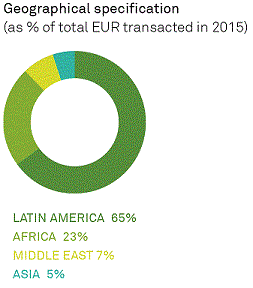 Geographical specification
(as % of total EUR transacted in 2015)
LATIN AMERICA 65%
AFRICA 23%
MIDDLE EAST 7%
ASIA 5%